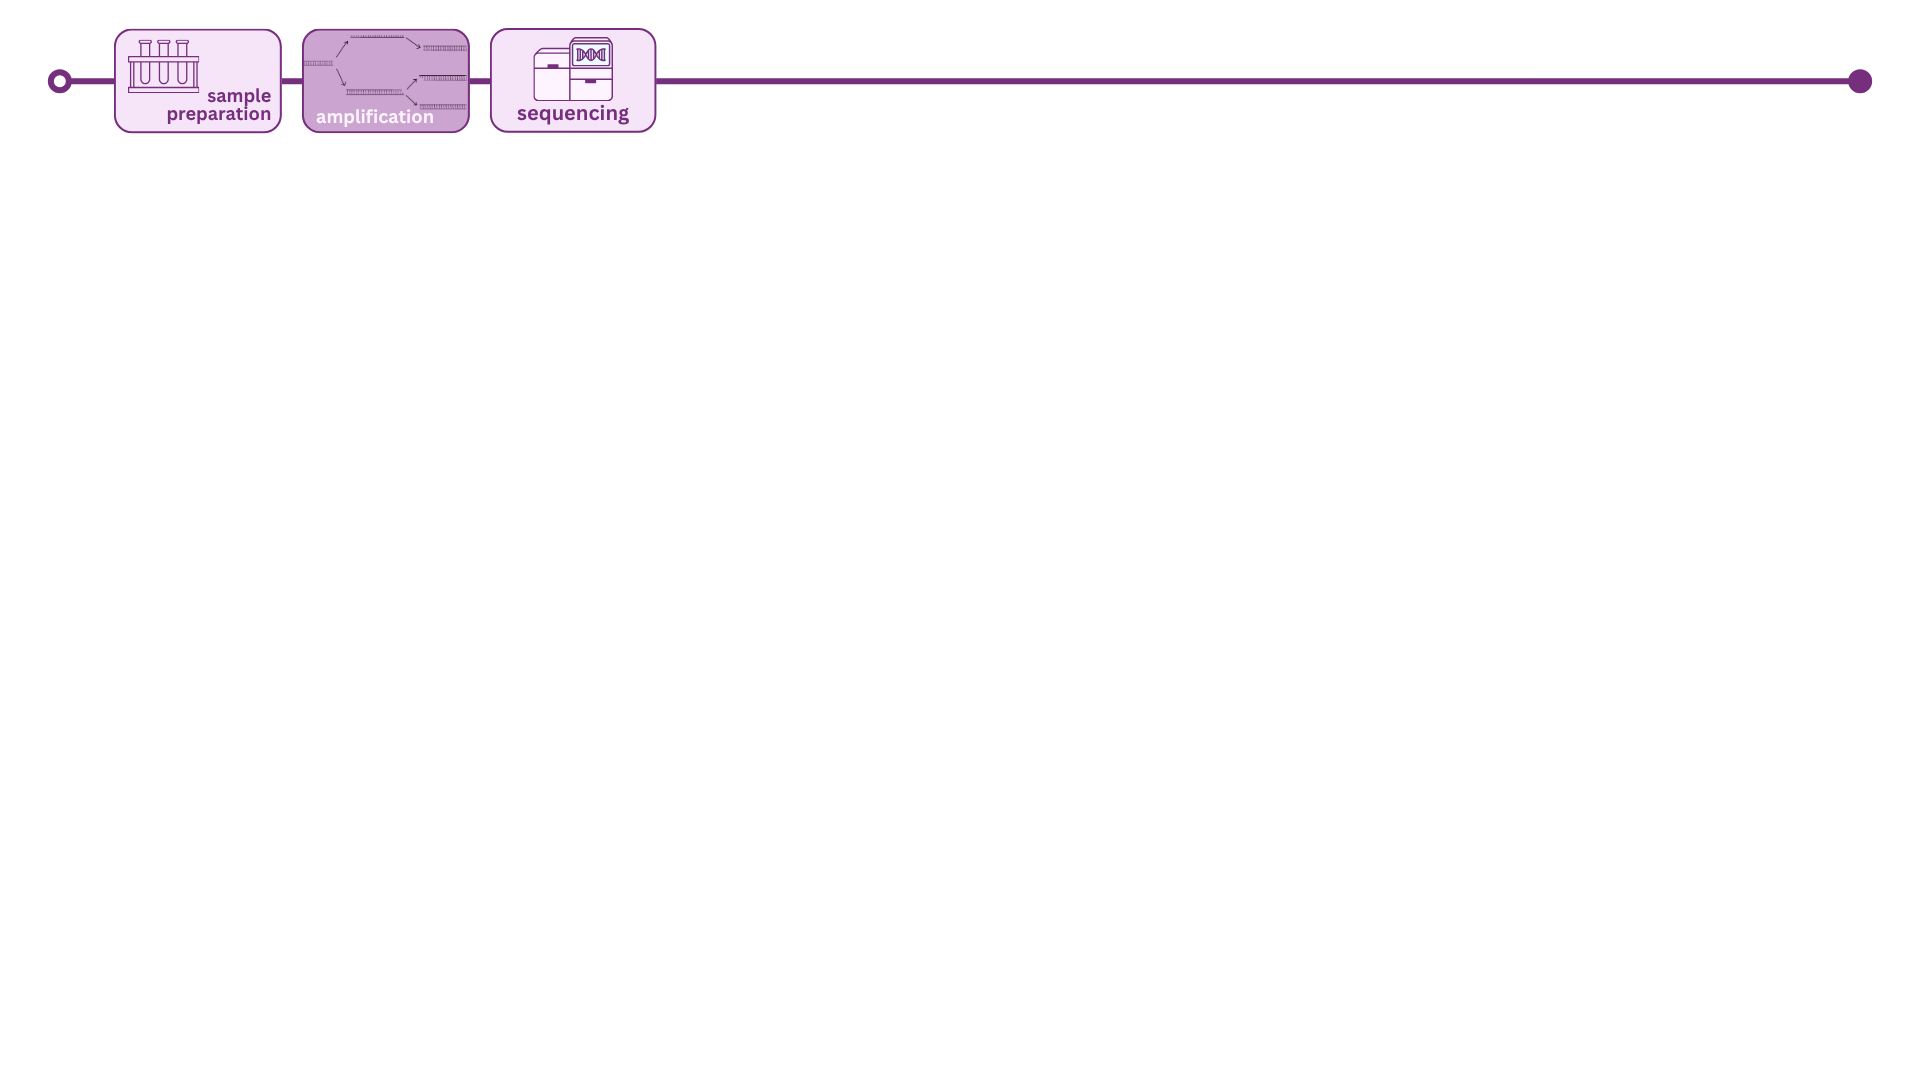 sample
preparation
amplification
sequencing